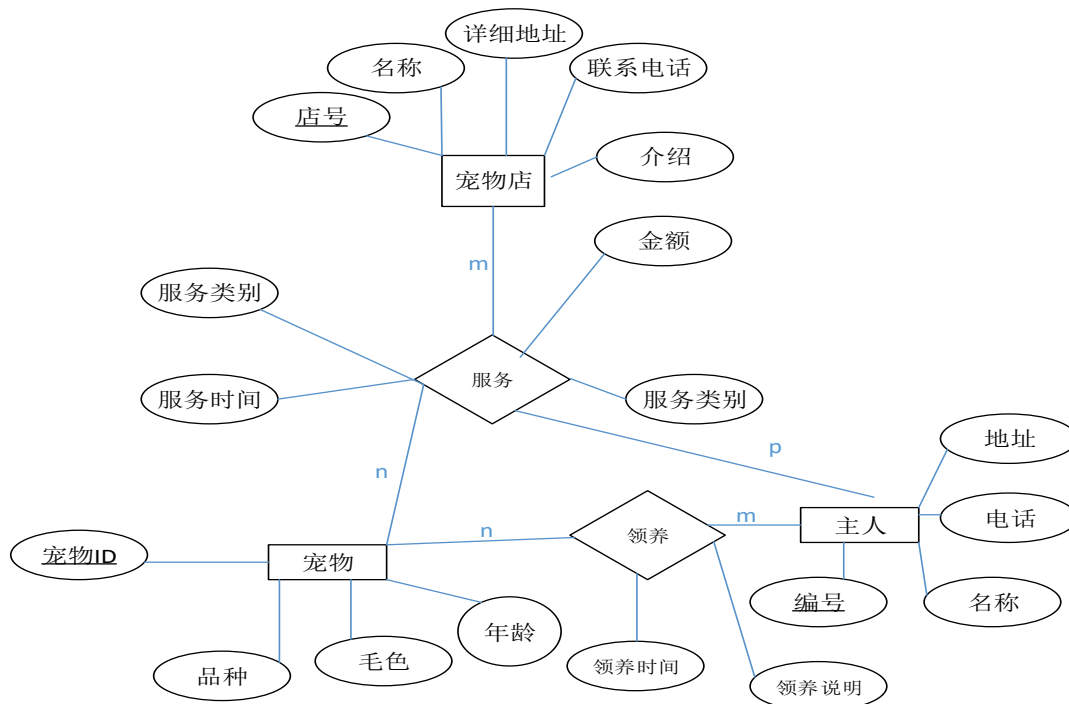 详细地址
名称
联系电话
店号
介绍
宠物店
金额
m
服务类别
服务
服务时间
服务类别
地址
p
n
m
电话
n
领养
主人
宠物ID
宠物
编号
名称
年龄
毛色
领养时间
品种
领养说明